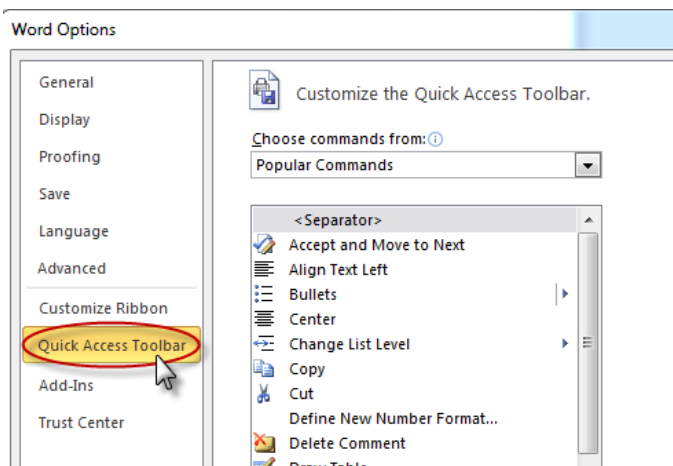 Word Options
General
Display
Proofing
Save
Language
Advanced
Customize Ribbon
Quick Access Toolbar
Add-Ins
Trust Center
Customize the Quick Access Toolbar.
Choose commands from:
Popular Commands
<Separator>
Accept and Move to Next
Align Text Left
Bullets
Center
Change List Level
Copy
Cut
Define New Number Format...
Delete Comment
Draw Table